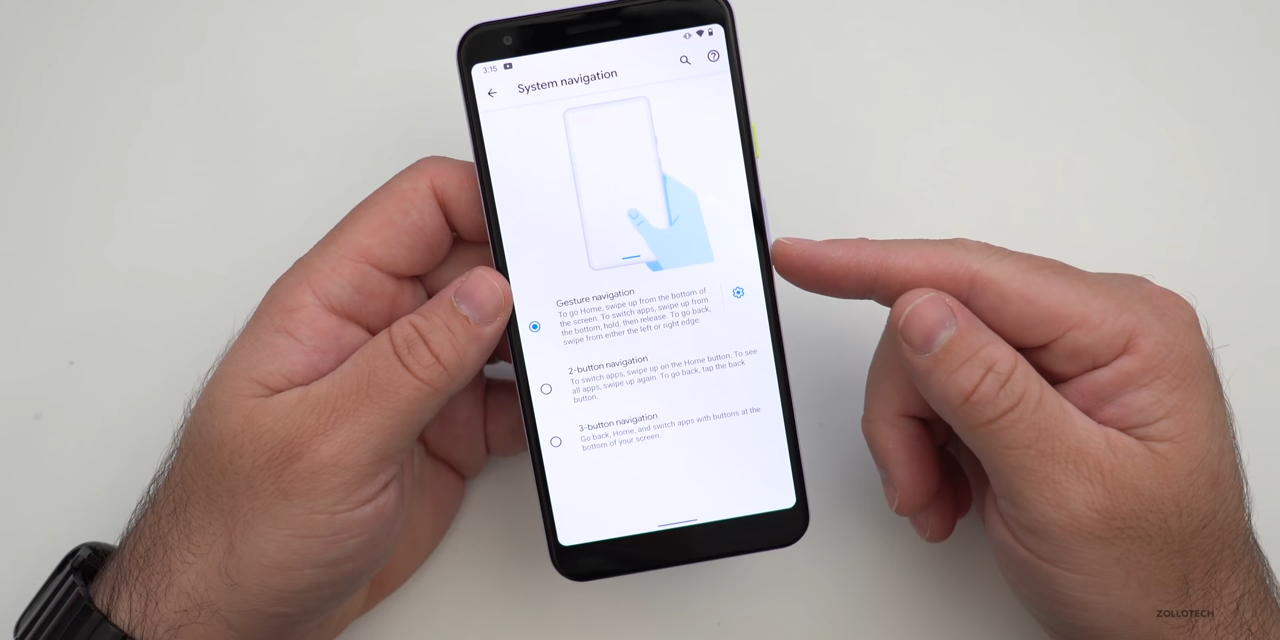 3:15
System navigation
Gesture navigation
To go Home, swipe up from the bottom of
the screen. To switch apps, swipe up from
the bottom, hold, then release. To go back,
swipe from either the left or right edge.
2-button navigation
To switch apps, swipe up on the Home button. To see
all apps, swipe up again. To go back, tap the back
button.
3-button navigation
Go back, Home, and switch apps with buttons at the
bottom of your screen.
ZOLLOTECH